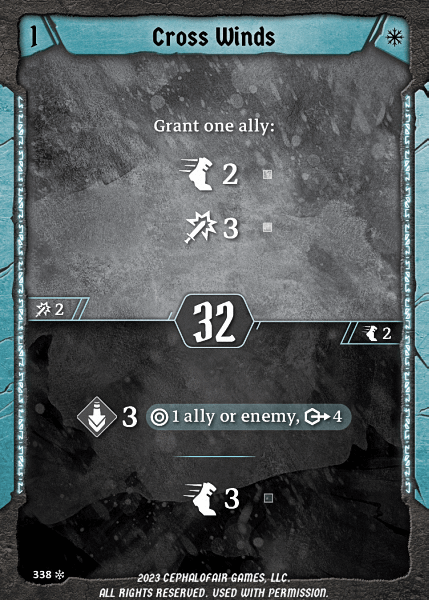 1
Cross Winds
Grant one ally:
2
3
2
32
2
3 1 ally or enemy, 4
3
338
2023 CEPHALOFAIR GAMES, LLC.
ALL RIGHTS RESERVED. USED WITH PERMISSION.